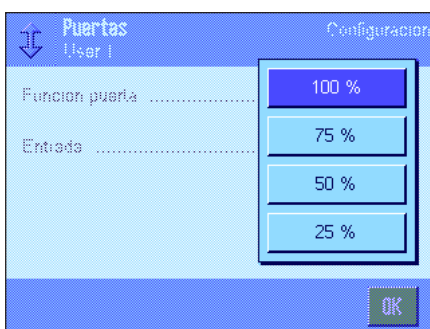 Puertas
User 1
Configuracion
Funcion puerta ..................
Entrada ...........................
100 %
75 %
50 %
25 %
OK